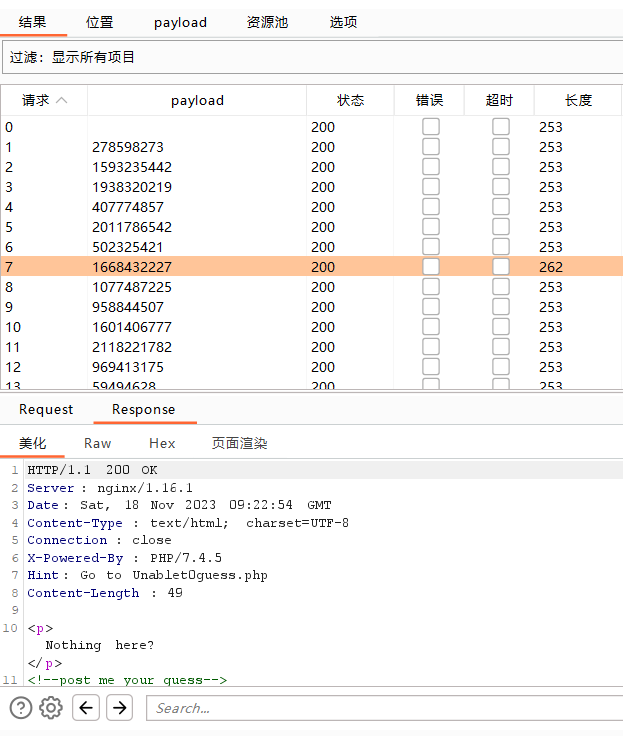 结果 位置 payload 资源池 选项
过滤：显示所有项目
请求 payload 状态 错误 超时 长度
0 200 253
1 278598273 200 253
2 1593235442 200 253
3 1938320219 200 253
4 407774857 200 253
5 2011786542 200 253
6 502325421 200 253
7 1668432227 200 262
8 1077487225 200 253
9 958844507 200 253
10 1601406777 200 253
11 2118221782 200 253
12 969413175 200 253
13 59494628 200 253
Request Response
美化 Raw Hex 页面渲染
1 HTTP/1.1 200 OK
2 Server : nginx/1.16.1
3 Date : Sat, 18 Nov 2023 09:22:54 GMT
4 Content-Type : text/html; charset=UTF-8
5 Connection : close
6 X-Powered-By : PHP/7.4.5
7 Hint : Go to Unablet0guess.php
8 Content-Length : 49
9
10 <p>
Nothing here?
</p>
11 <!--post me your guess-->
Search...